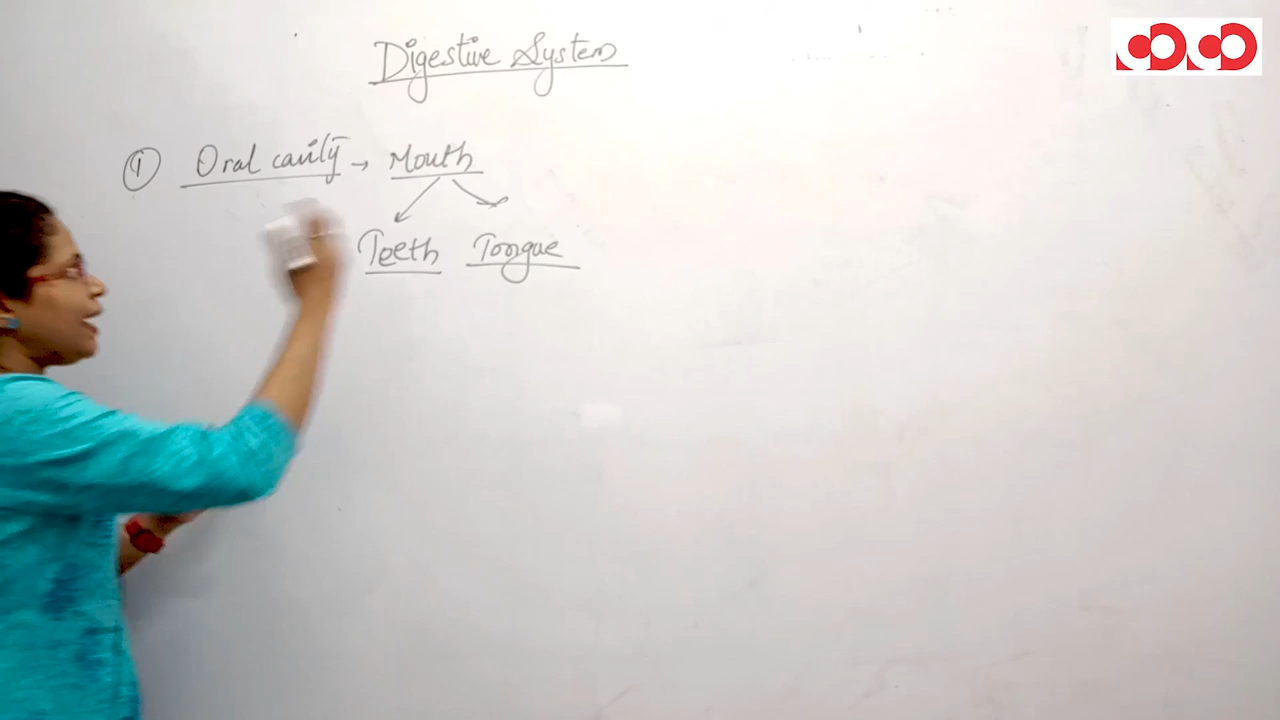 Digestive System
① Oral cavity → Mouth
Teeth Tongue